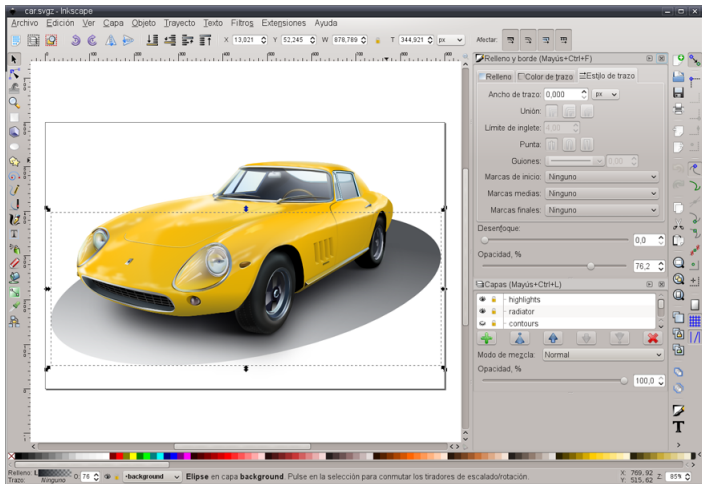 car.svgz - Inkscape
Archivo Edición Ver Capa Objeto Trayecto Texto Filtros Extensiones Ayuda
X 13,021 Y 52,245 W 878,789 T: 344,921 px Afectar:
Relleno y borde (Mayús+Ctrl+F)
Relleno Color de trazo Estilo de trazo
Ancho de trazo: 0,000 px
Unión:
Límite de inglete: 4,00
Punta:
Guiones: 0,00
Marcas de inicio: Ninguno
Marcas medias: Ninguno
Marcas finales: Ninguno
Desenfoque:
0,0
Opacidad, %
76,2
Capas (Mayús+Ctrl+L)
highlights
radiator
contours
Modo de mezcla: Normal
Opacidad, %
100,0
Relleno: L
Trazo: Ninguno
O: 76
•background
Elipse en capa background. Pulse en la selección para conmutar los tiradores de escalado/rotación.
X: 769,92
Y: 515,62
Z: 85%